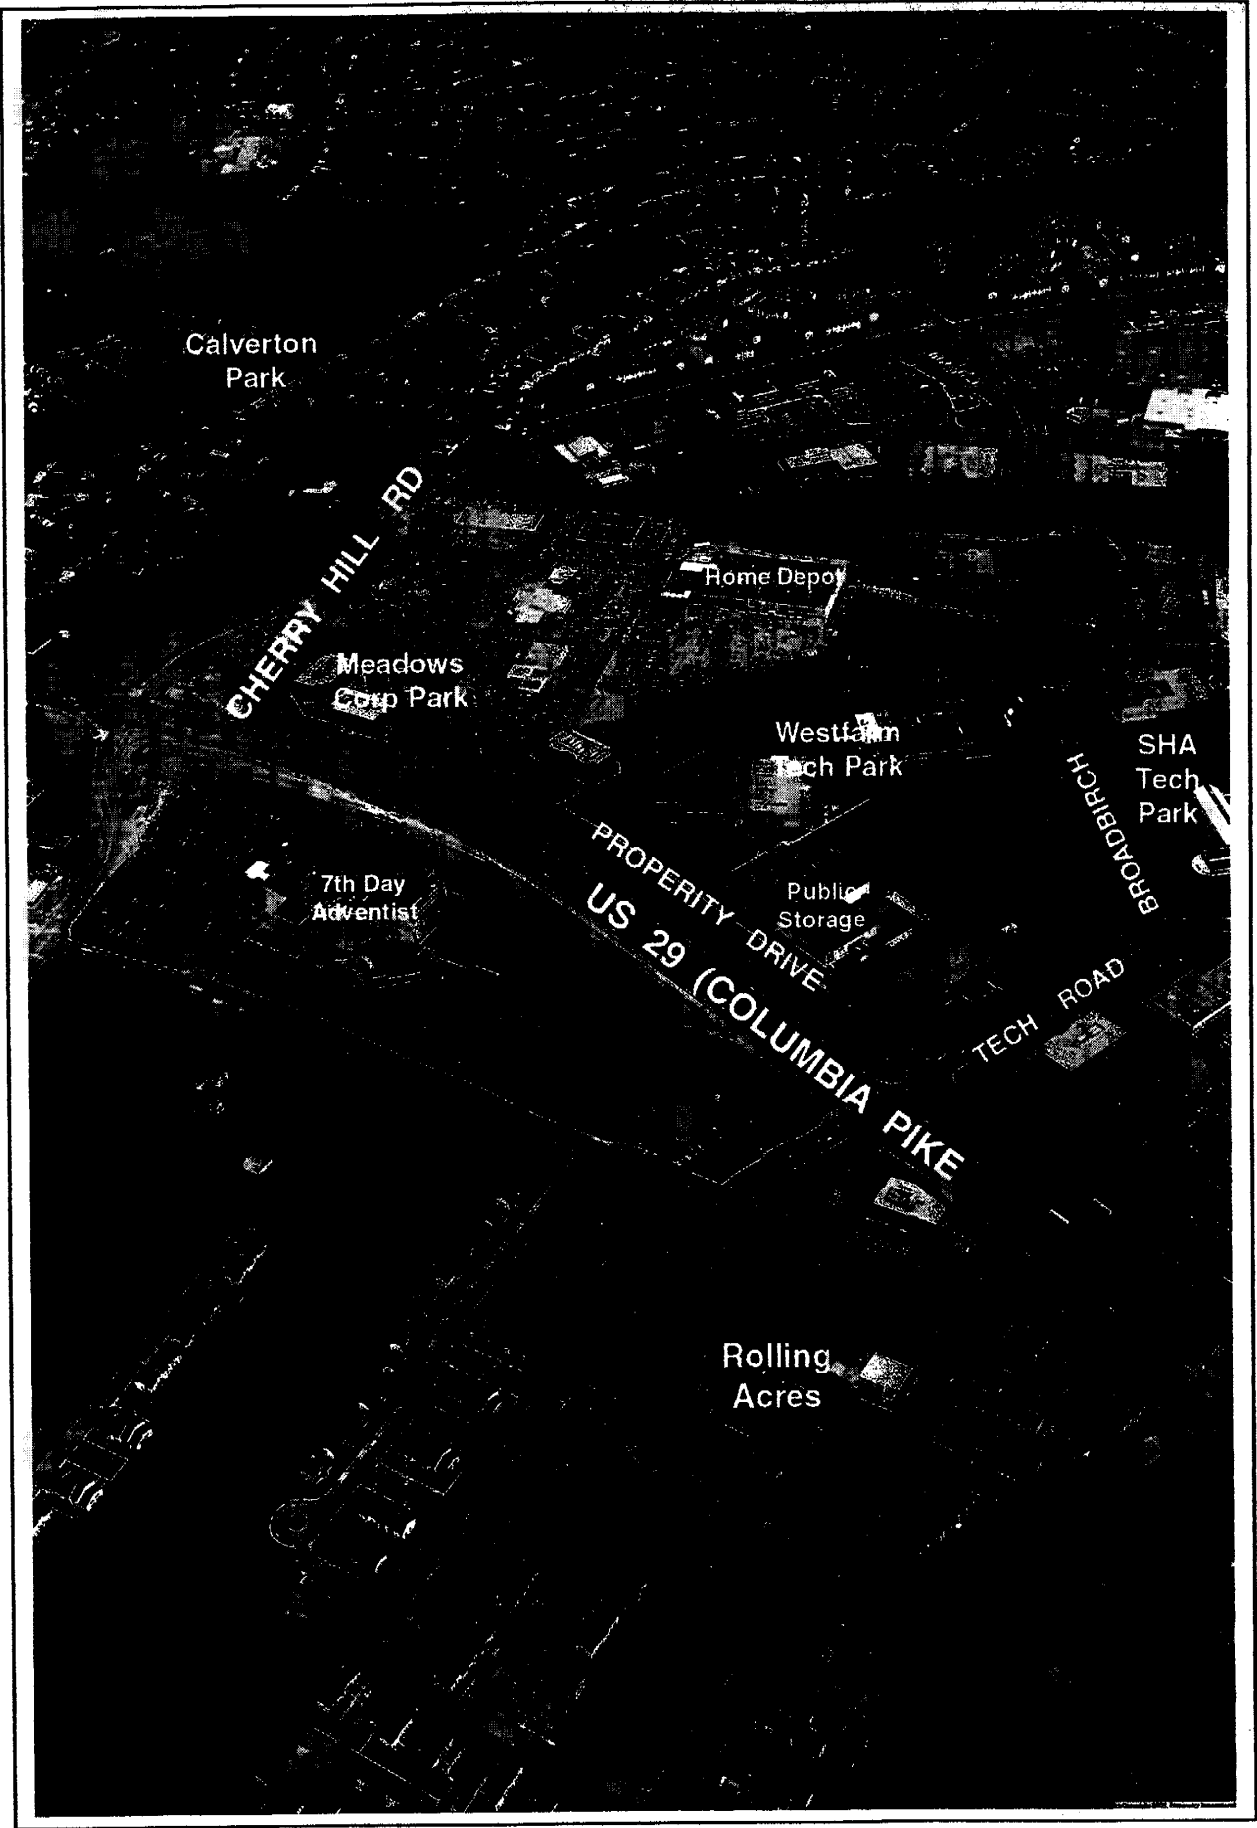 Calverton
Park
CHERRY HILL RD
Home Depot
Meadows
Corp Park
Westfarm
Tech Park
SHA
Tech
Park
BROADBIRCH
PROPERITY DRIVE
7th Day
Adventist
Public
Storage
US 29 (COLUMBIA PIKE
TECH ROAD
Rolling
Acres